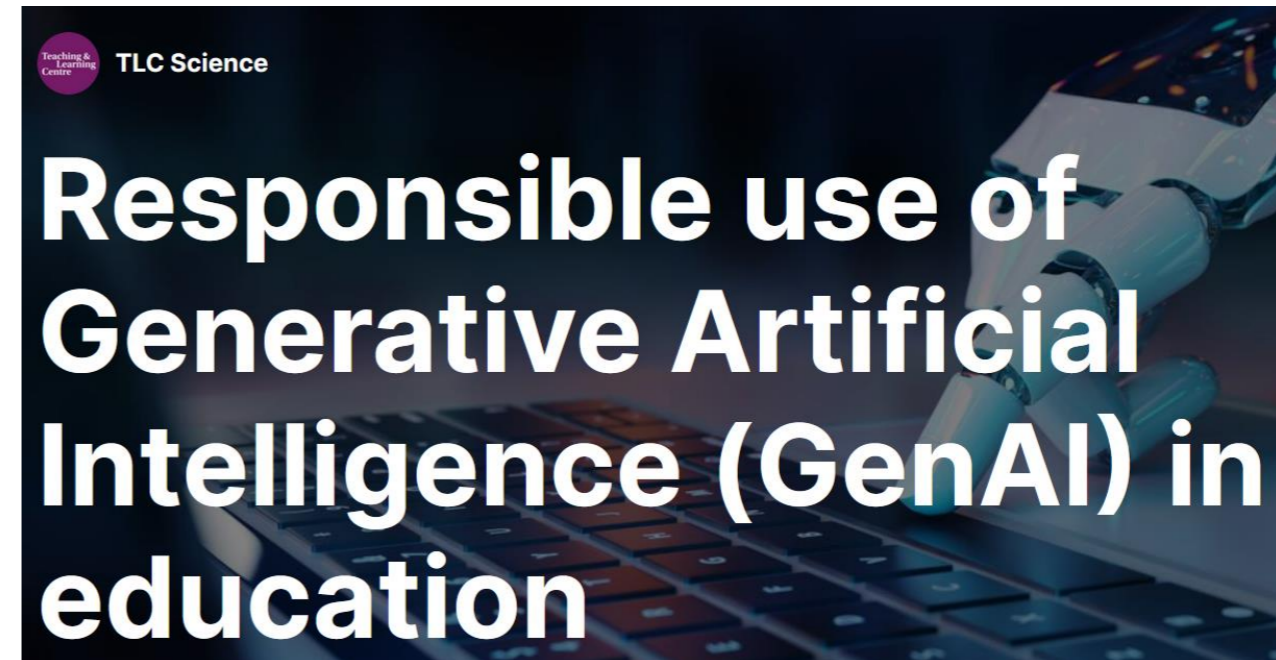 Teaching &
Learning
Centre
TLC Science
Responsible use of
Generative Artificial
Intelligence (GenAI) in
education